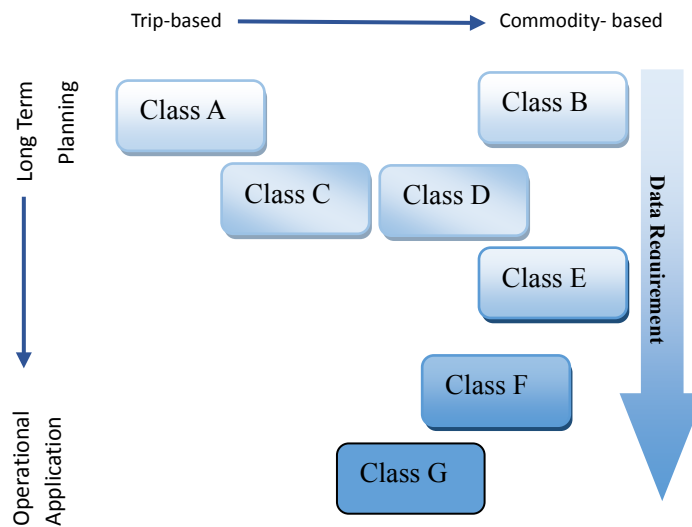 Trip-based
Commodity- based
Long Term
Planning
Class A
Class B
Class C
Class D
Class E
Data Requirement
Class F
Class G
Operational
Application